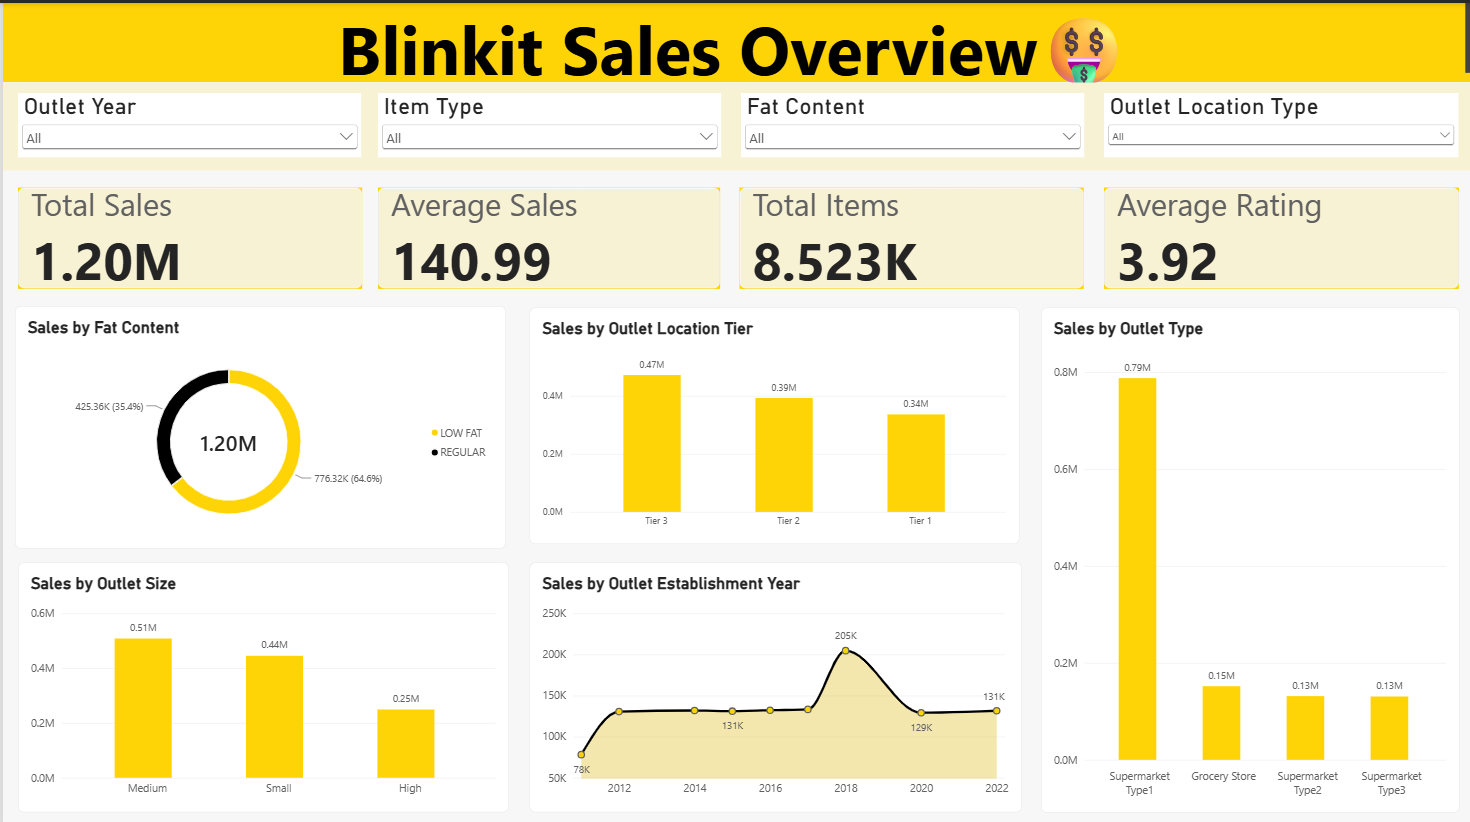 Blinkit Sales Overview
Outlet Year
All
Item Type
All
Fat Content
All
Outlet Location Type
All
Total Sales
1.20M
Average Sales
140.99
Total Items
8.523K
Average Rating
3.92
Sales by Fat Content
425.36K (35.4%)
1.20M
776.32K (64.6%)
LOW FAT
REGULAR
Sales by Outlet Location Tier
0.4M
0.2M
0.0M
0.47M
0.39M
0.34M
Tier 3
Tier 2
Tier 1
Sales by Outlet Type
0.8M
0.6M
0.4M
0.2M
0.0M
0.79M
0.15M
0.13M
0.13M
Supermarket
Type1
Grocery Store
Supermarket
Type2
Supermarket
Type3
Sales by Outlet Size
0.6M
0.4M
0.2M
0.0M
0.51M
0.44M
0.25M
Medium
Small
High
Sales by Outlet Establishment Year
250K
200K
150K
100K
50K
78K
131K
205K
129K
131K
2012
2014
2016
2018
2020
2022